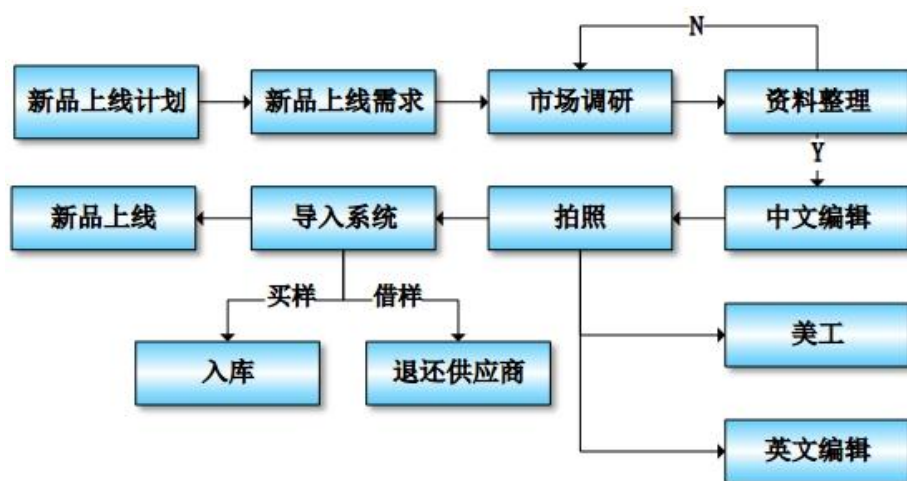 N
新品上线计划
新品上线需求
市场调研
资料整理
Y
新品上线
导入系统
拍照
中文编辑
买样
借样
美工
入库
退还供应商
英文编辑